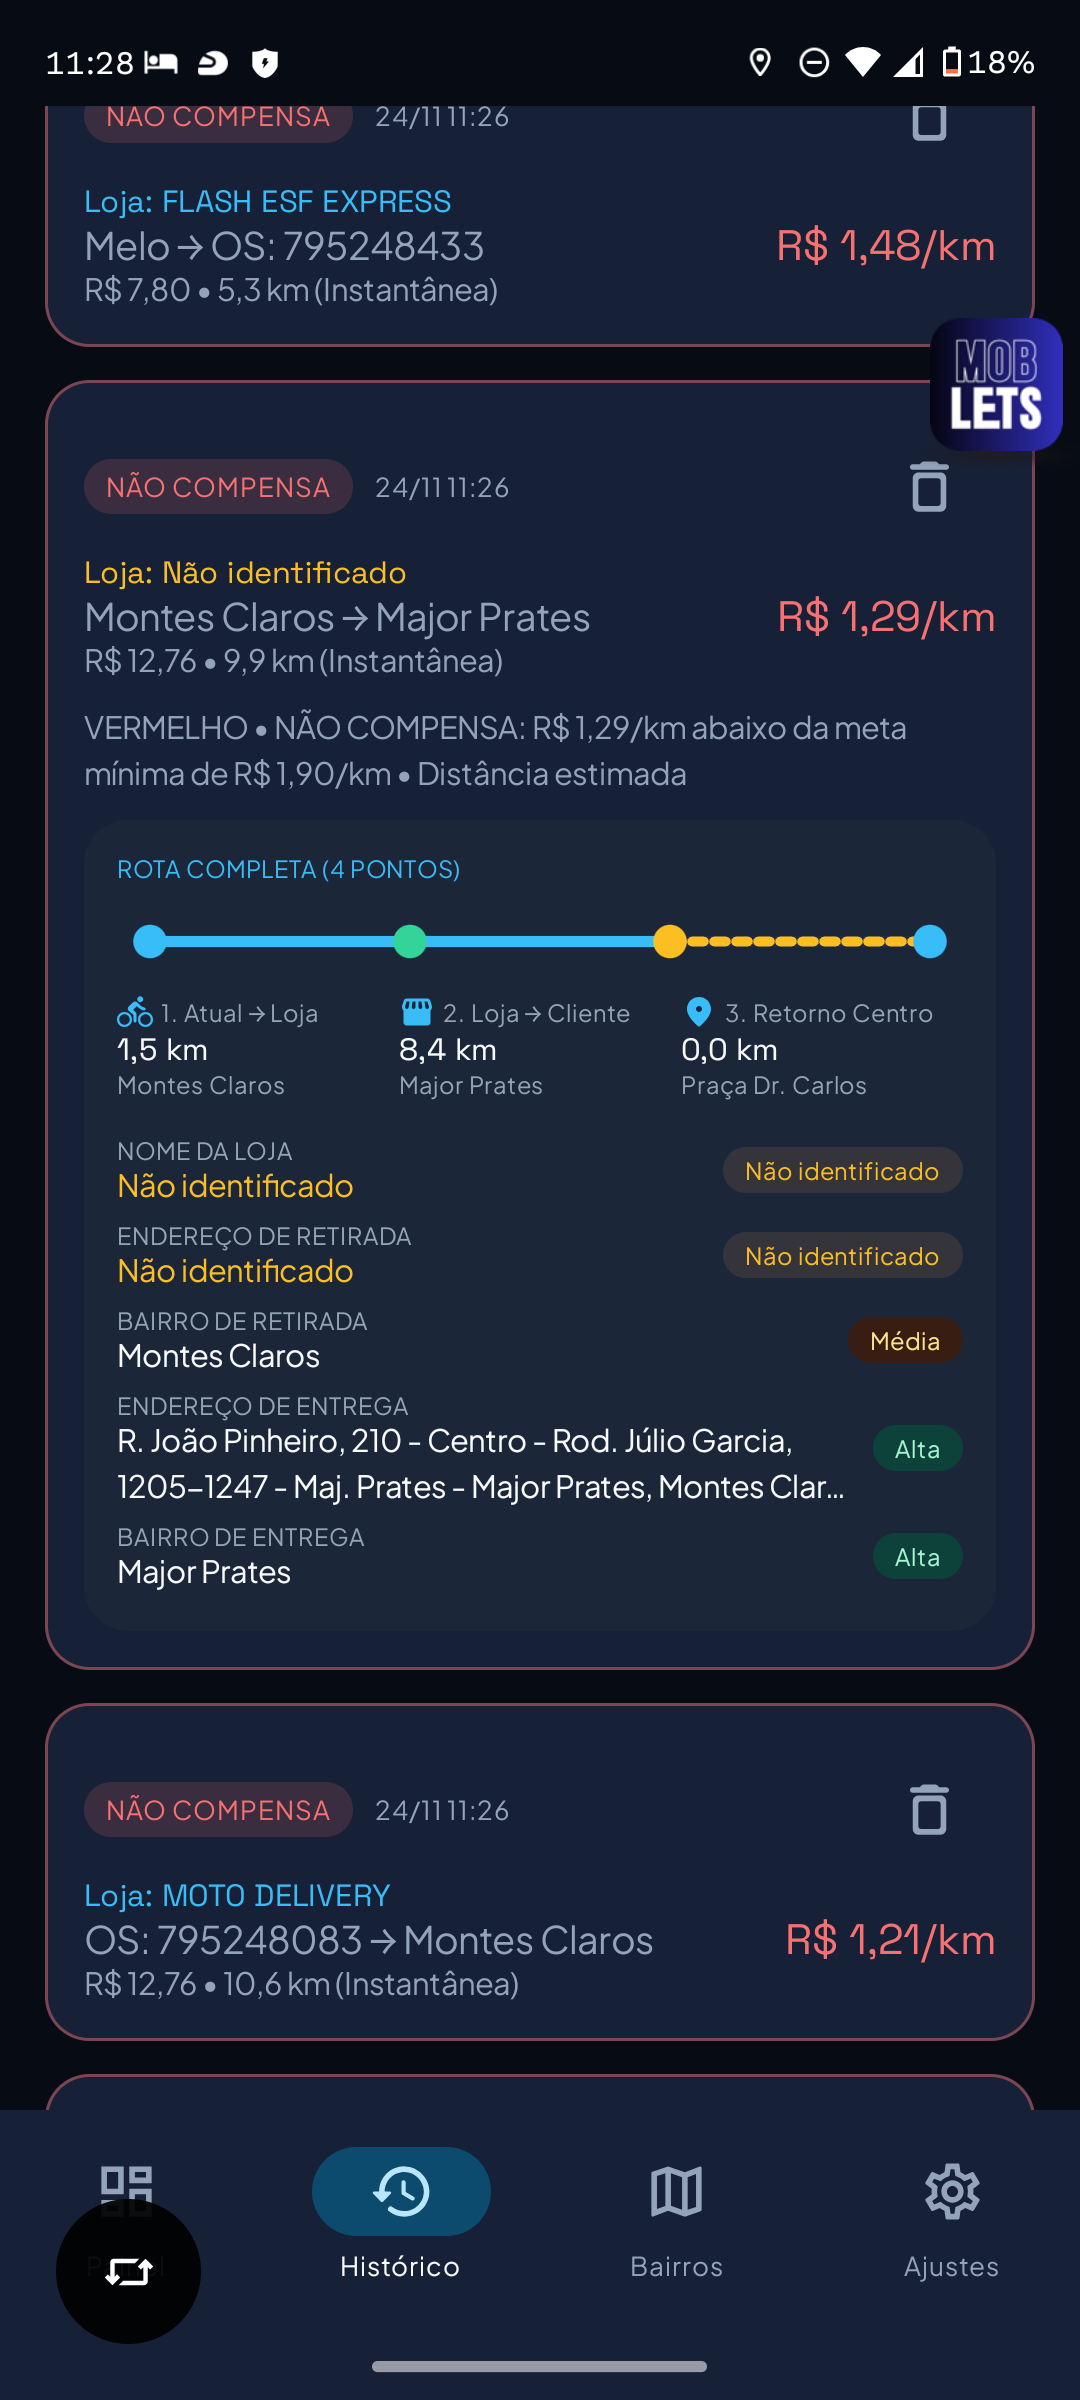 11:28
18%
NÃO COMPENSA 24/11 11:26
Loja: FLASH ESF EXPRESS
Melo → OS: 795248433
R$ 1,48/km
R$ 7,80 • 5,3 km (Instantânea)
MOB
LETS
NÃO COMPENSA 24/11 11:26
Loja: Não identificado
Montes Claros → Major Prates
R$ 1,29/km
R$ 12,76 • 9,9 km (Instantânea)
VERMELHO • NÃO COMPENSA: R$ 1,29/km abaixo da meta
mínima de R$ 1,90/km • Distância estimada
ROTA COMPLETA (4 PONTOS)
1. Atual → Loja
1,5 km
Montes Claros
2. Loja → Cliente
8,4 km
Major Prates
3. Retorno Centro
0,0 km
Praça Dr. Carlos
NOME DA LOJA
Não identificado
Não identificado
ENDEREÇO DE RETIRADA
Não identificado
Não identificado
BAIRRO DE RETIRADA
Montes Claros
Média
ENDEREÇO DE ENTREGA
R. João Pinheiro, 210 - Centro - Rod. Júlio Garcia,
1205–1247 - Maj. Prates - Major Prates, Montes Clar...
Alta
BAIRRO DE ENTREGA
Major Prates
Alta
NÃO COMPENSA 24/11 11:26
Loja: MOTO DELIVERY
OS: 795248083 → Montes Claros
R$ 1,21/km
R$ 12,76 • 10,6 km (Instantânea)
Painel
Histórico
Bairros
Ajustes